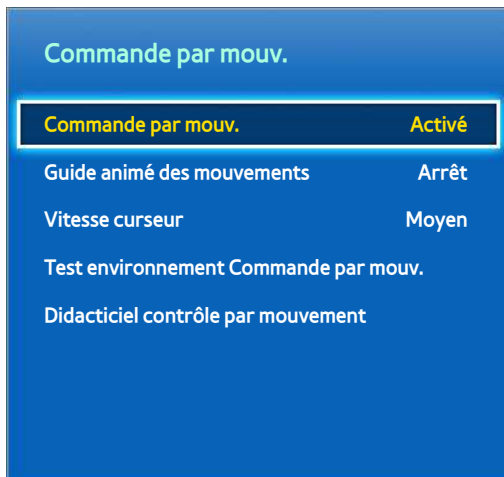 Commande par mouv.
Commande par mouv. Activé
Guide animé des mouvements Arrêt
Vitesse curseur Moyen
Test environnement Commande par mouv.
Didacticiel contrôle par mouvement